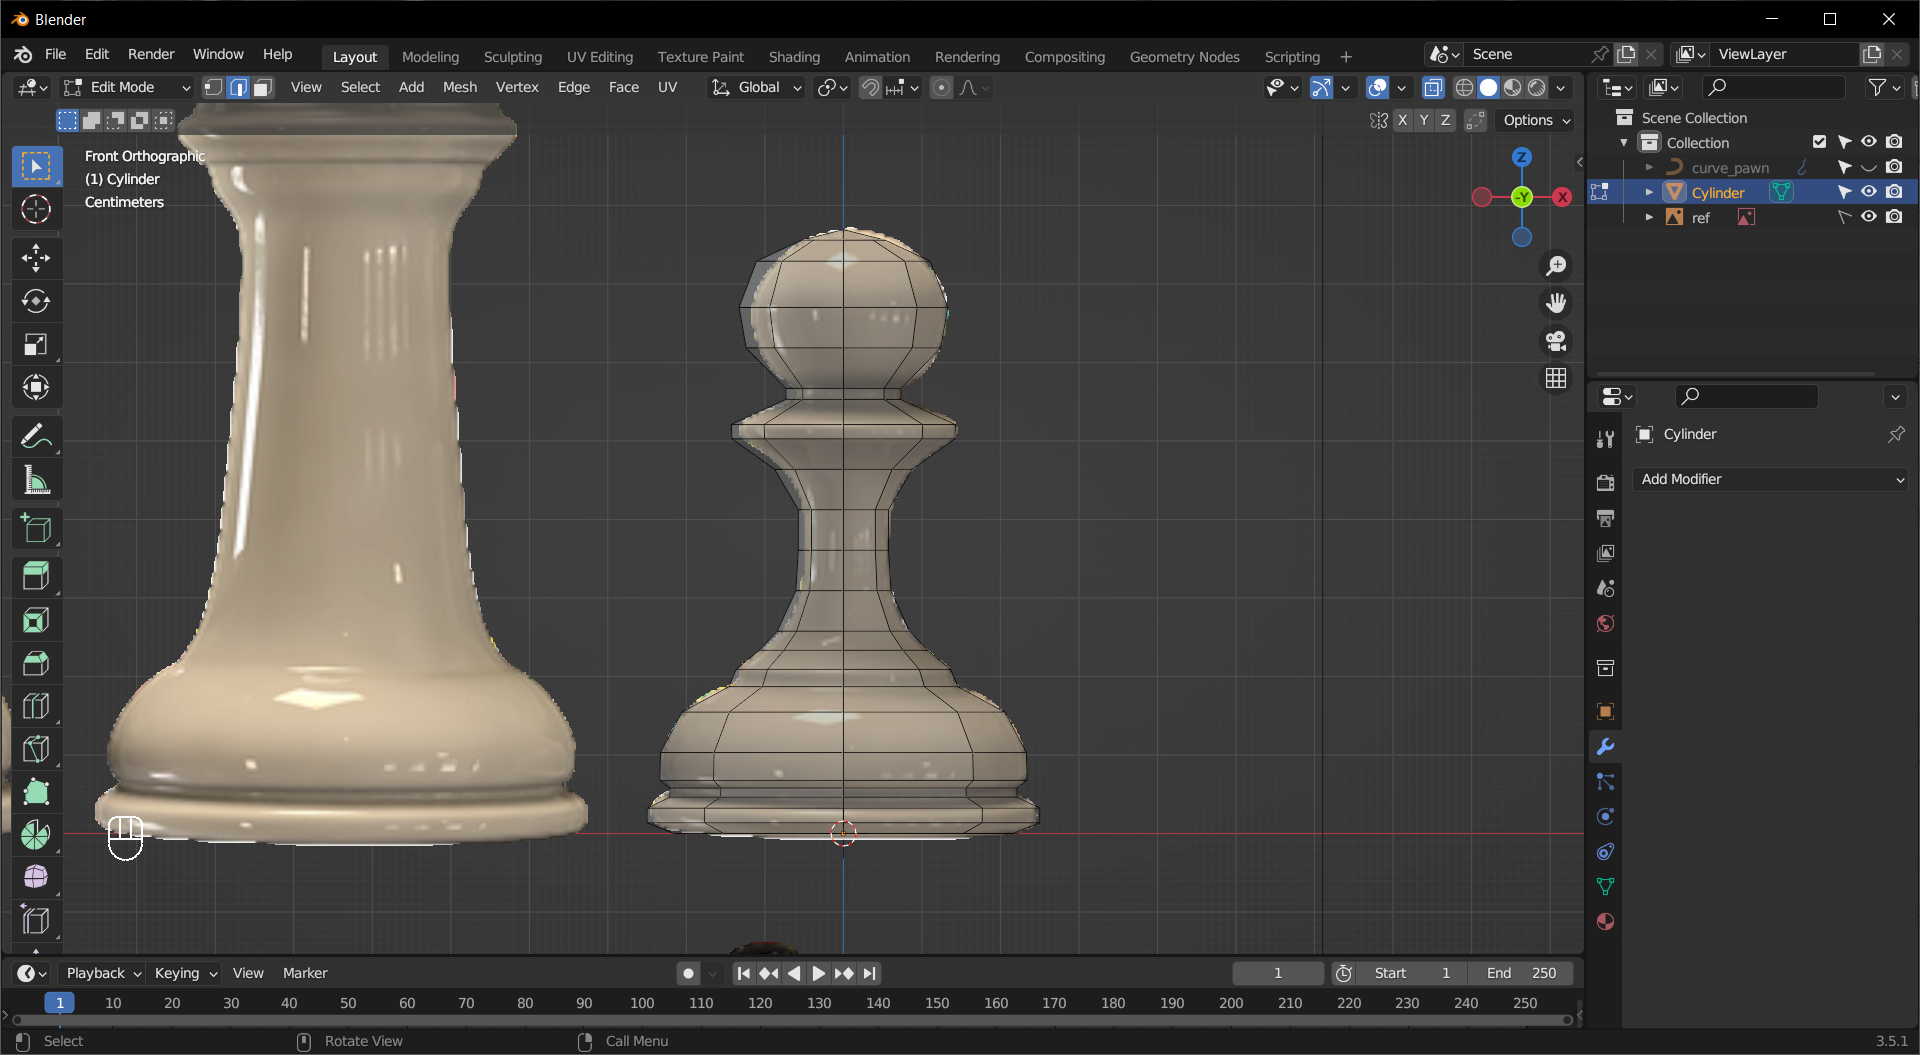 Blender
File Edit Render Window Help Layout Modeling Sculpting UV Editing Texture Paint Shading Animation Rendering Compositing Geometry Nodes Scripting + Scene ViewLayer
Edit Mode View Select Add Mesh Vertex Edge Face UV Global
X Y Z Options
Front Orthographic
(1) Cylinder
Centimeters
Z
-Y X
Scene Collection
Collection
curve_pawn
Cylinder
ref
Cylinder
Add Modifier
Playback Keying View Marker 1 Start 1 End 250
1 10 20 30 40 50 60 70 80 90 100 110 120 130 140 150 160 170 180 190 200 210 220 230 240 250
Select Rotate View Call Menu 3.5.1